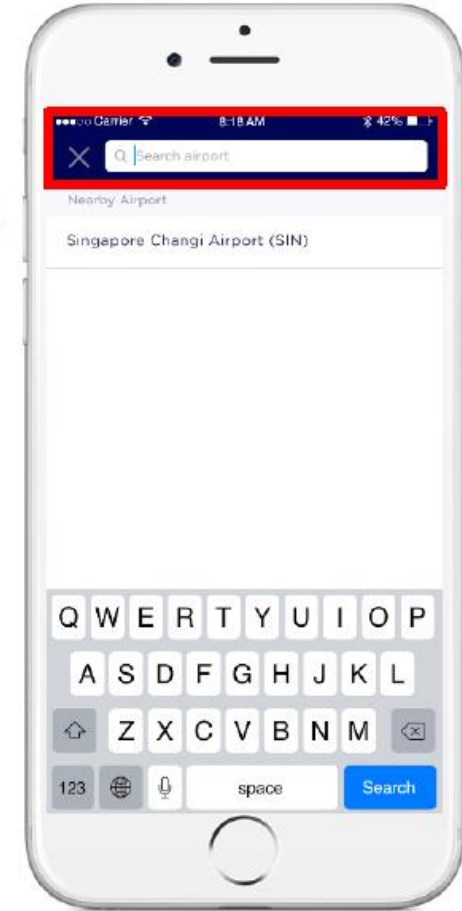 Carrier 8:18 AM 42%
Search airport
Nearby Airport
Singapore Changi Airport (SIN)
Q W E R T Y U I O P
A S D F G H J K L
Z X C V B N M
123 space Search